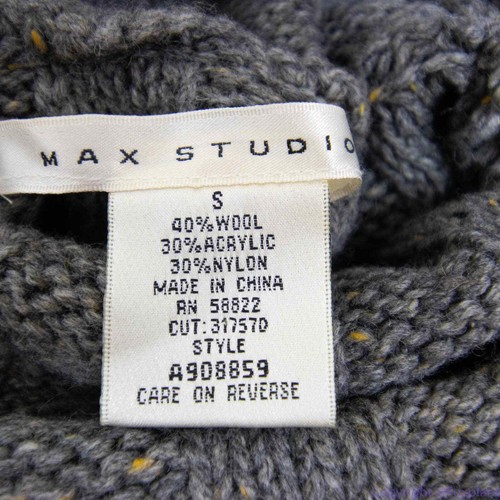 MAX STUDIO
S
40%WOOL
30%ACRYLIC
30%NYLON
MADE IN CHINA
RN 58822
CUT:31757D
STYLE
A9D8859
CARE ON REVERSE